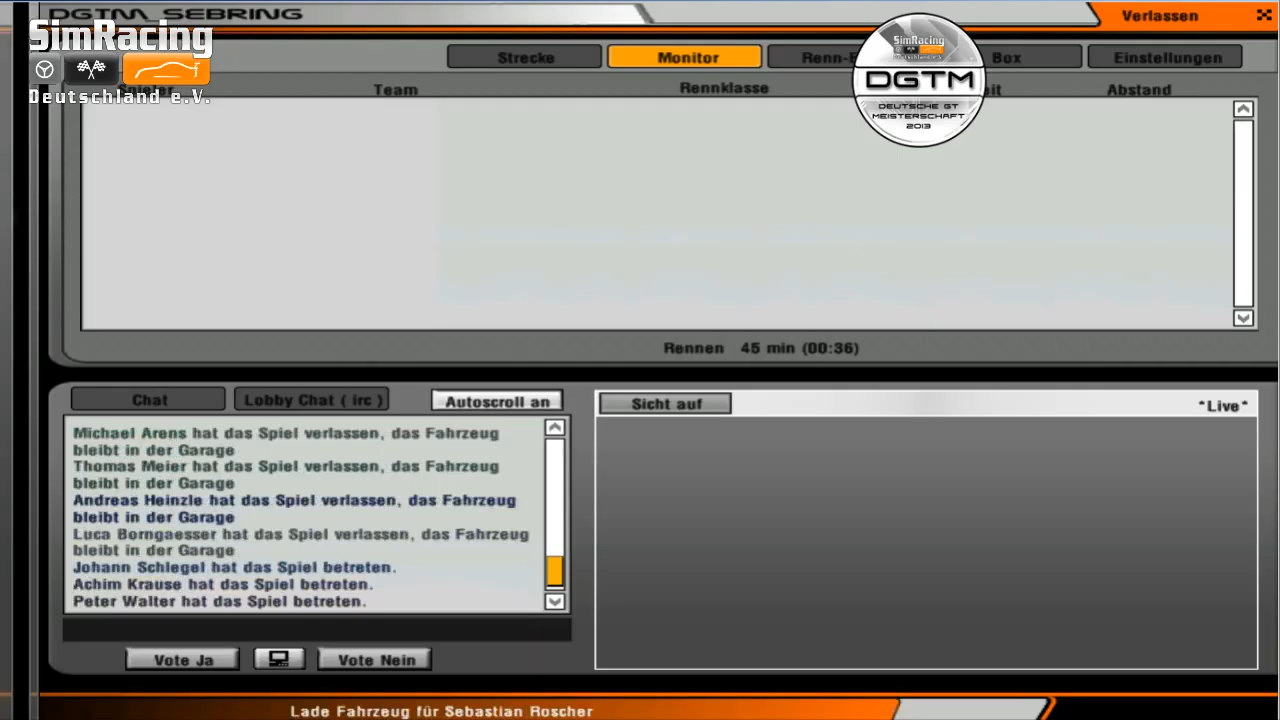 DGTM_SEBRING
Verlassen
SimRacing
Deutschland e.V.
Strecke
Monitor
Box
Einstellungen
SimRacing
Deutschland e.V.
DGTM
DEUTSCHE GT
MEISTERSCHAFT
2013
Spieler
Team
Rennklasse
Abstand
Rennen 45 min (00:36)
Chat
Lobby Chat ( irc )
Autoscroll an
Sicht auf
*Live*
Michael Arens hat das Spiel verlassen, das Fahrzeug
bleibt in der Garage
Thomas Meier hat das Spiel verlassen, das Fahrzeug
bleibt in der Garage
Andreas Heinzle hat das Spiel verlassen, das Fahrzeug
bleibt in der Garage
Luca Borngaesser hat das Spiel verlassen, das Fahrzeug
bleibt in der Garage
Johann Schlegel hat das Spiel betreten.
Achim Krause hat das Spiel betreten.
Peter Walter hat das Spiel betreten.
Vote Ja
Vote Nein
Lade Fahrzeug für Sebastian Roscher